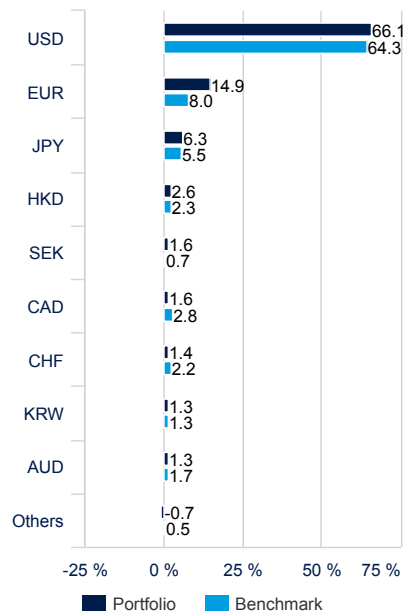 USD 66.1
64.3
EUR 14.9
8.0
JPY 6.3
5.5
HKD 2.6
2.3
SEK 1.6
0.7
CAD 1.6
2.8
CHF 1.4
2.2
KRW 1.3
1.3
AUD 1.3
1.7
Others -0.7
0.5
-25 % 0 % 25 % 50 % 75 %
Portfolio Benchmark